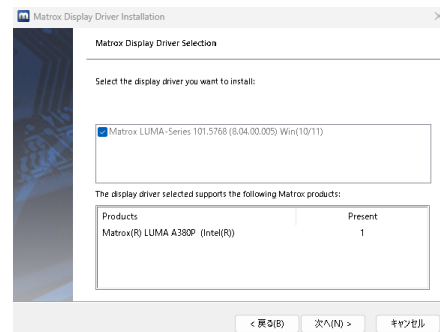 Matrox Display Driver Installation
Matrox Display Driver Selection
Select the display driver you want to install:
Matrox LUMA-Series 101.5768 (8.04.00.005) Win(10/11)
The display driver selected supports the following Matrox products:
Products Present
Matrox(R) LUMA A380P (Intel(R)) 1
< 戻る(B) 次へ(N) > キャンセル